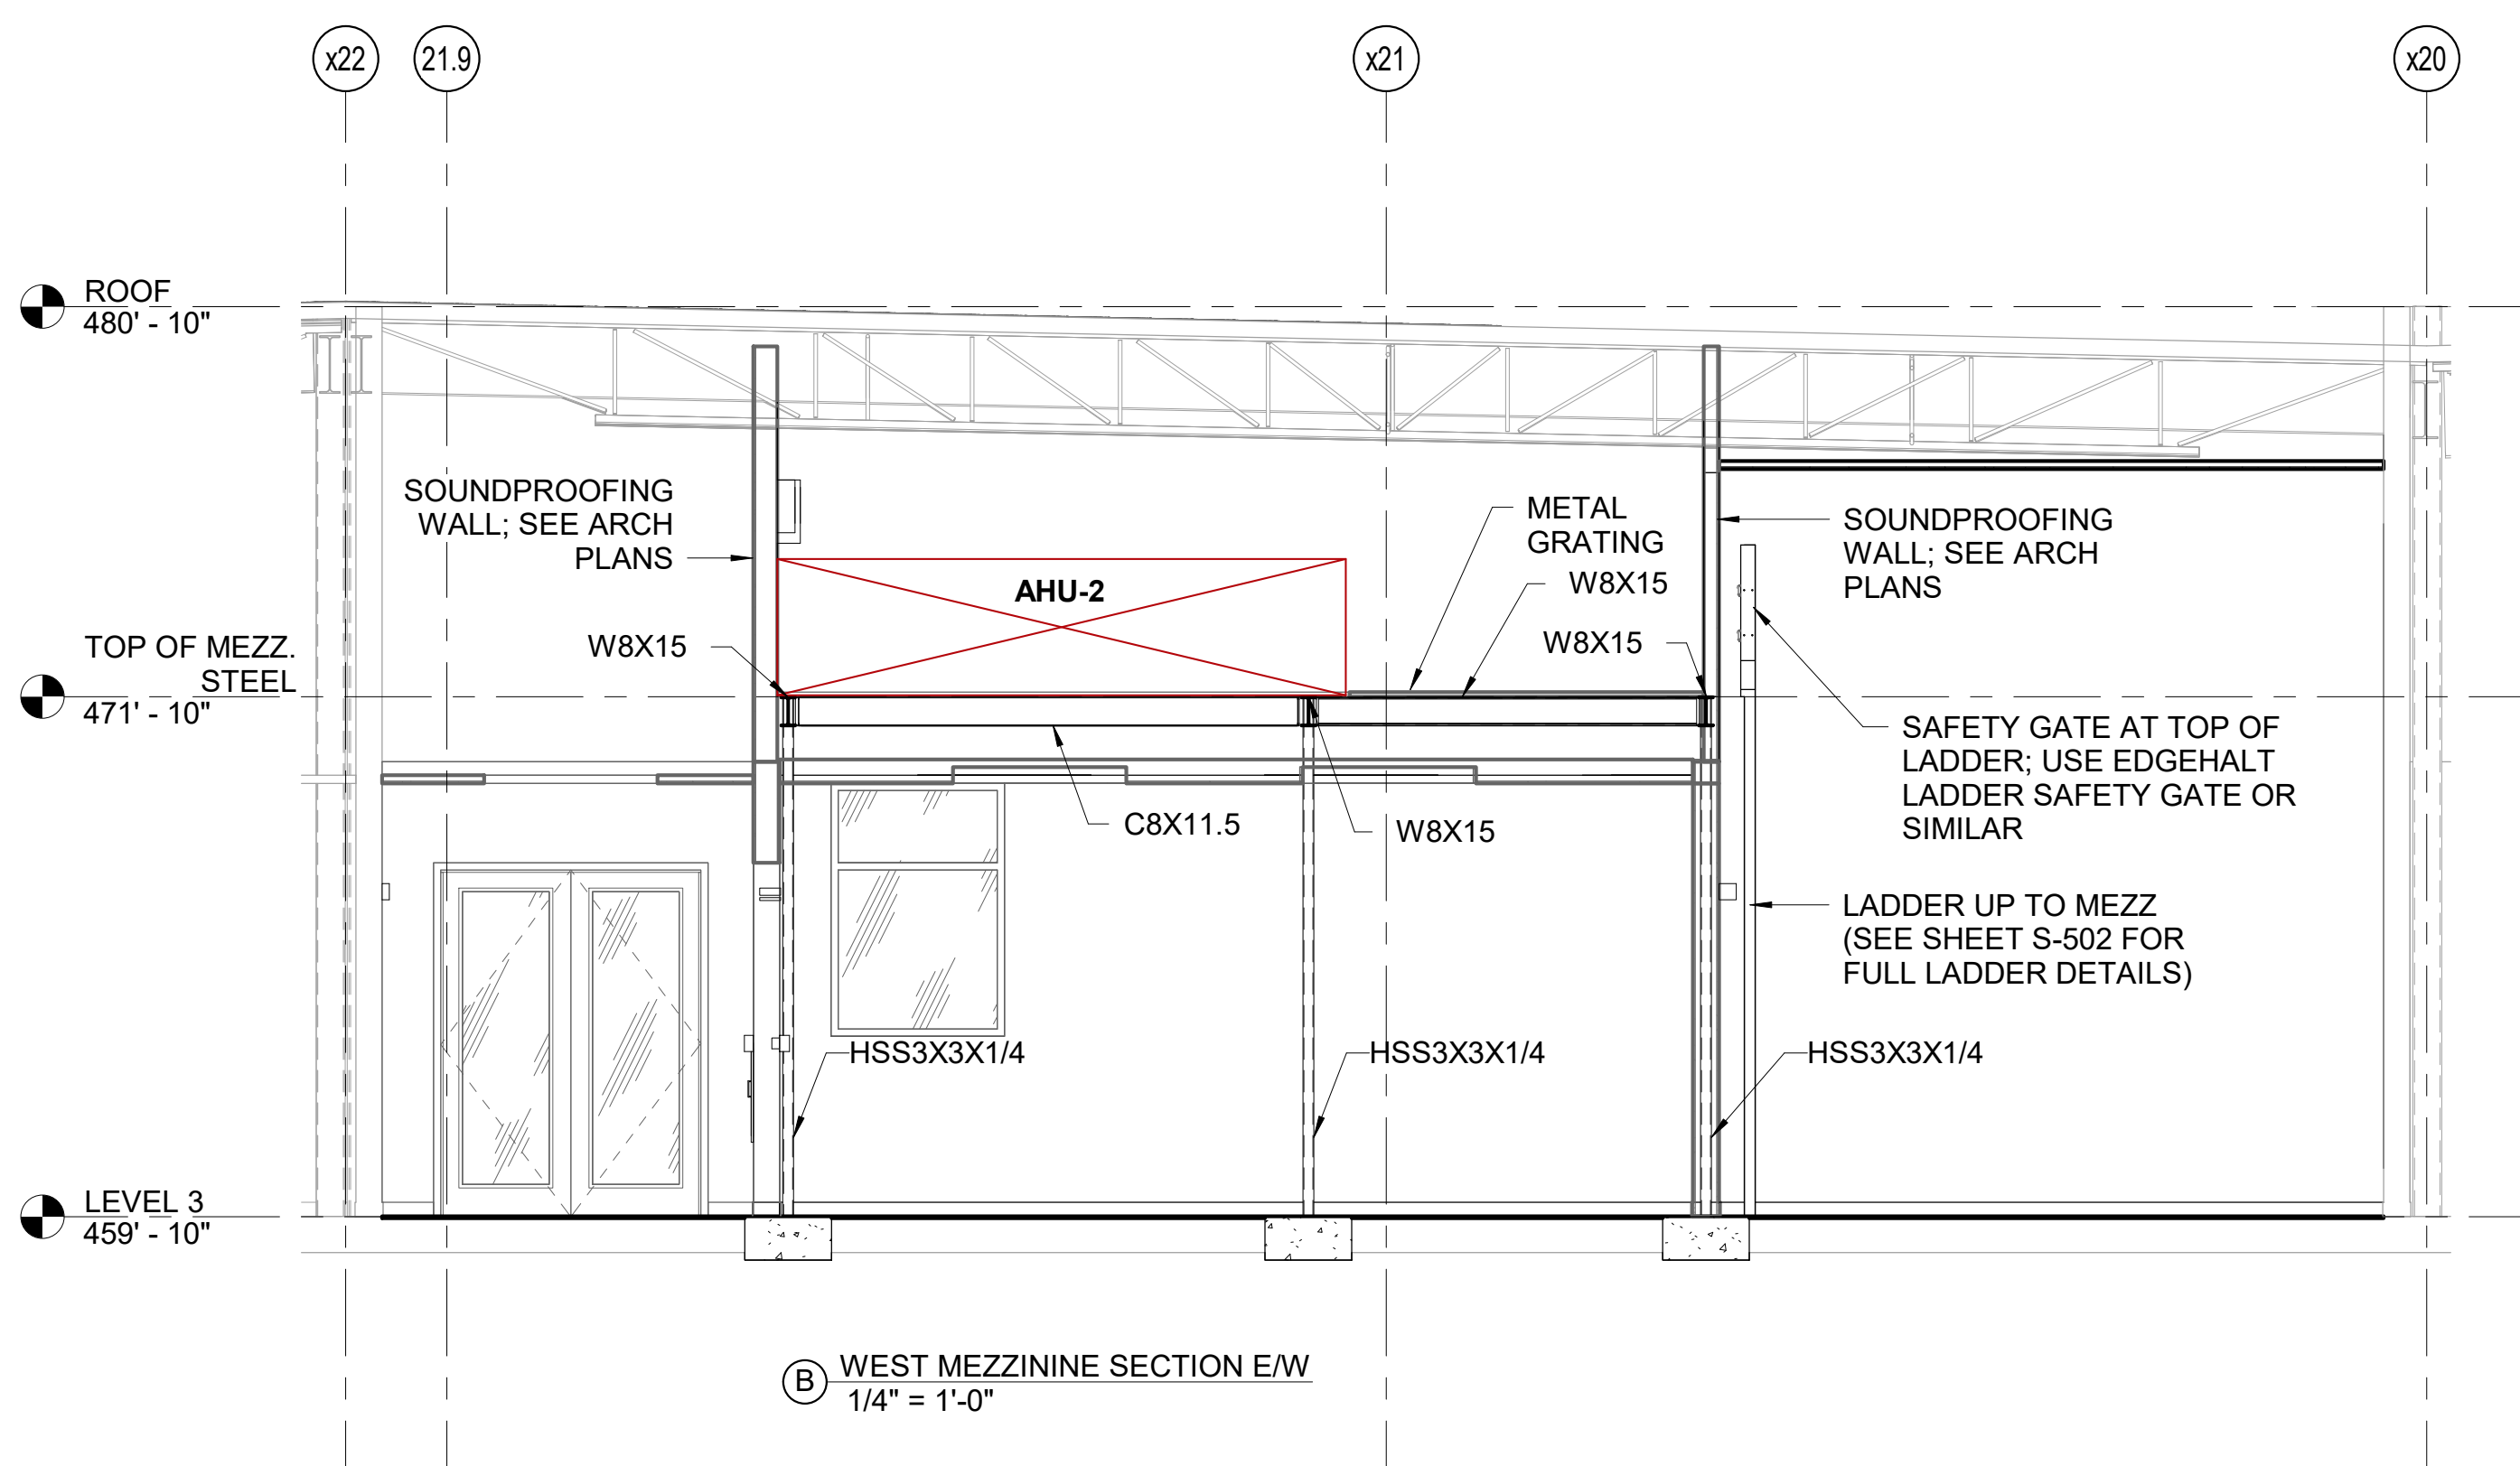 x22
21.9
x21
x20
ROOF
480' - 10"
SOUNDPROOFING
WALL; SEE ARCH
PLANS
METAL
GRATING
SOUNDPROOFING
WALL; SEE ARCH
PLANS
AHU-2
W8X15
W8X15
W8X15
TOP OF MEZZ.
STEEL
471' - 10"
SAFETY GATE AT TOP OF
LADDER; USE EDGEHALT
LADDER SAFETY GATE OR
SIMILAR
C8X11.5
W8X15
LADDER UP TO MEZZ
(SEE SHEET S-502 FOR
FULL LADDER DETAILS)
HSS3X3X1/4
HSS3X3X1/4
HSS3X3X1/4
LEVEL 3
459' - 10"
B
WEST MEZZININE SECTION E/W
1/4" = 1'-0"